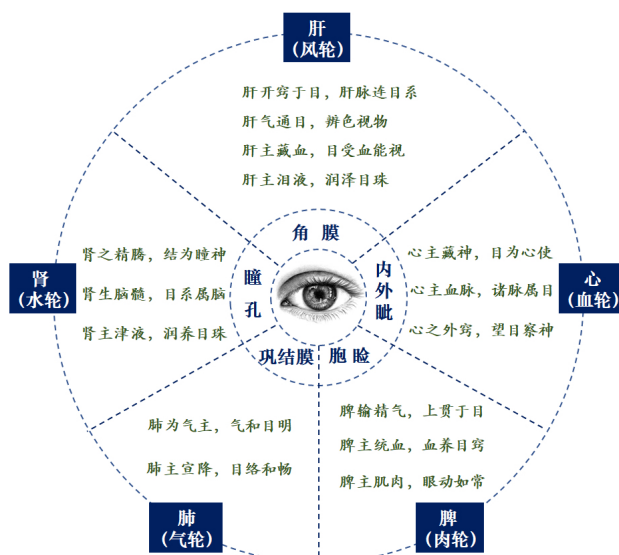 肝
（风轮）
肝开窍于目，肝脉连目系
肝气通目，辨色视物
肝主藏血，目受血能视
肝主泪液，润泽目珠
角膜
肾之精腾，结为瞳神
肾生脑髓，目系属脑
肾主津液，润养目珠
肾
（水轮）
瞳孔
内外眦
心主藏神，目为心使
心主血脉，诸脉属目
心之外窍，望目察神
心
（血轮）
巩结膜
胞睑
肺为气主，气和目明
肺主宣降，目络和畅
脾输精气，上贯于目
脾主统血，血养目窍
脾主肌肉，眼动如常
肺
（气轮）
脾
（肉轮）